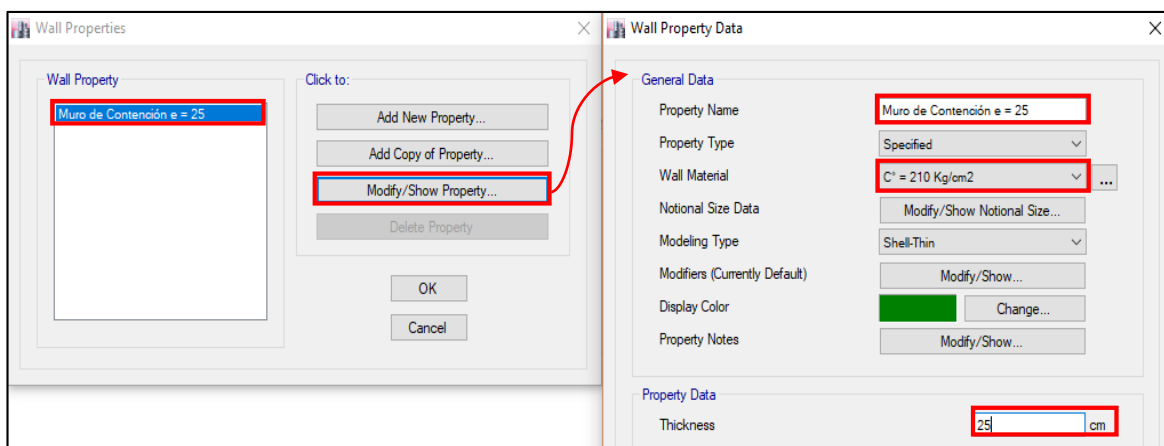 Wall Properties
Wall Property
Muro de Contención e = 25
Click to:
Add New Property...
Add Copy of Property...
Modify/Show Property...
Delete Property
OK
Cancel
Wall Property Data
General Data
Property Name Muro de Contención e = 25
Property Type Specified
Wall Material C° = 210 Kg/cm2 ...
Notional Size Data Modify/Show Notional Size...
Modeling Type Shell-Thin
Modifiers (Currently Default) Modify/Show...
Display Color Change...
Property Notes Modify/Show...
Property Data
Thickness 25 cm